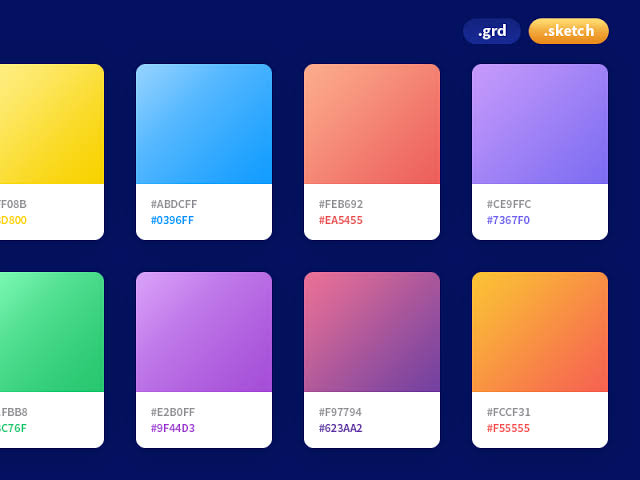 .grd
.sketch
F08B
#ABDCFF
#FEB692
#CE9FFC
D800
#0396FF
#EA5455
#7367F0
FBB8
#E2B0FF
#F97794
#FCCF31
C76F
#9F44D3
#623AA2
#F55555